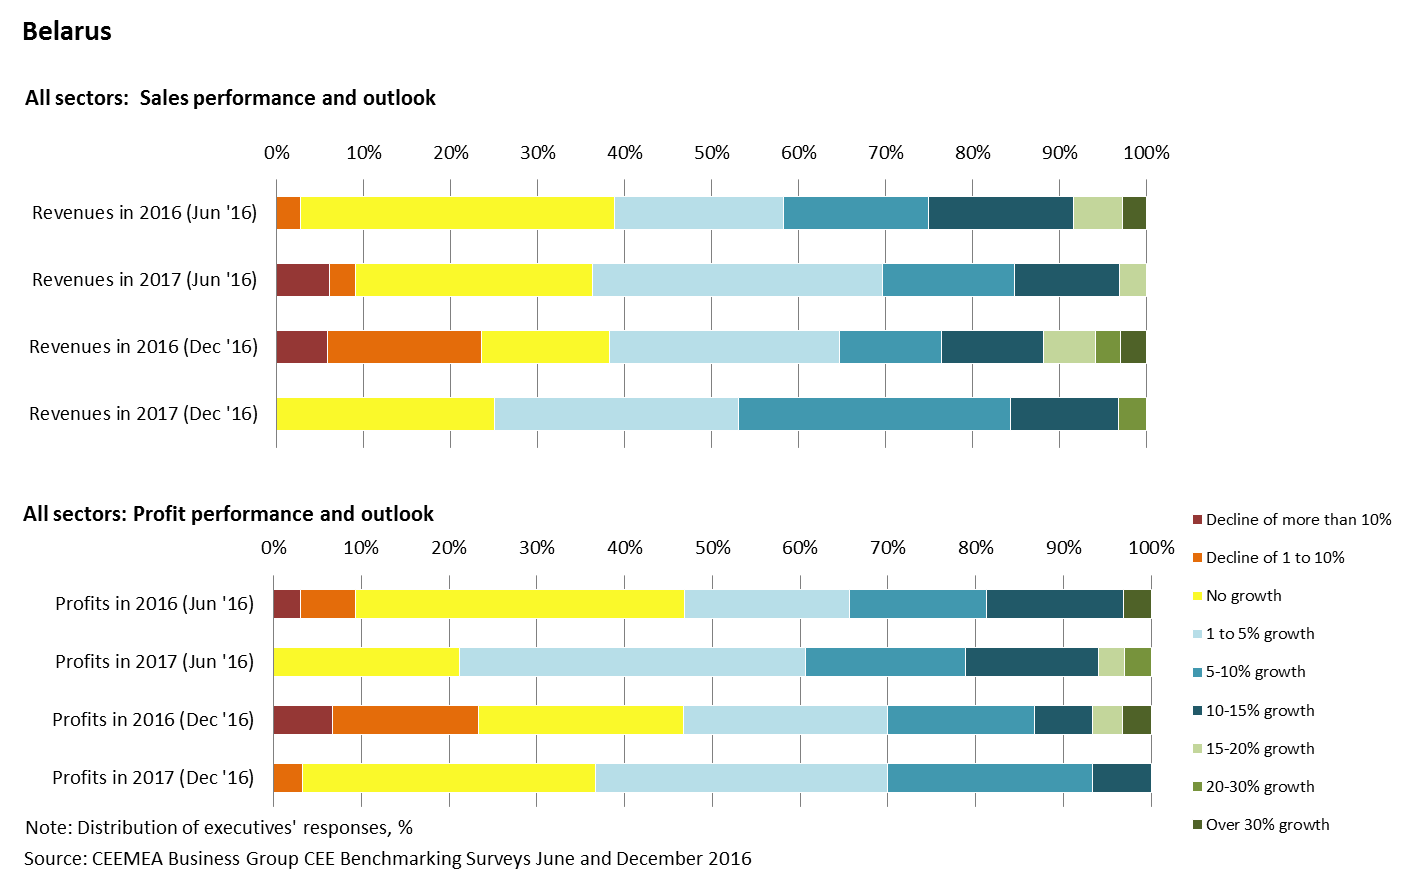 Belarus
All sectors:  Sales performance and outlook
0% 10% 20% 30% 40% 50% 60% 70% 80% 90% 100%
Revenues in 2016 (Jun '16)
Revenues in 2017 (Jun '16)
Revenues in 2016 (Dec '16)
Revenues in 2017 (Dec '16)
All sectors: Profit performance and outlook
0% 10% 20% 30% 40% 50% 60% 70% 80% 90% 100%
Profits in 2016 (Jun '16)
Profits in 2017 (Jun '16)
Profits in 2016 (Dec '16)
Profits in 2017 (Dec '16)
Decline of more than 10%
Decline of 1 to 10%
No growth
1 to 5% growth
5-10% growth
10-15% growth
15-20% growth
20-30% growth
Over 30% growth
Note: Distribution of executives' responses, %
Source: CEEMEA Business Group CEE Benchmarking Surveys June and December 2016